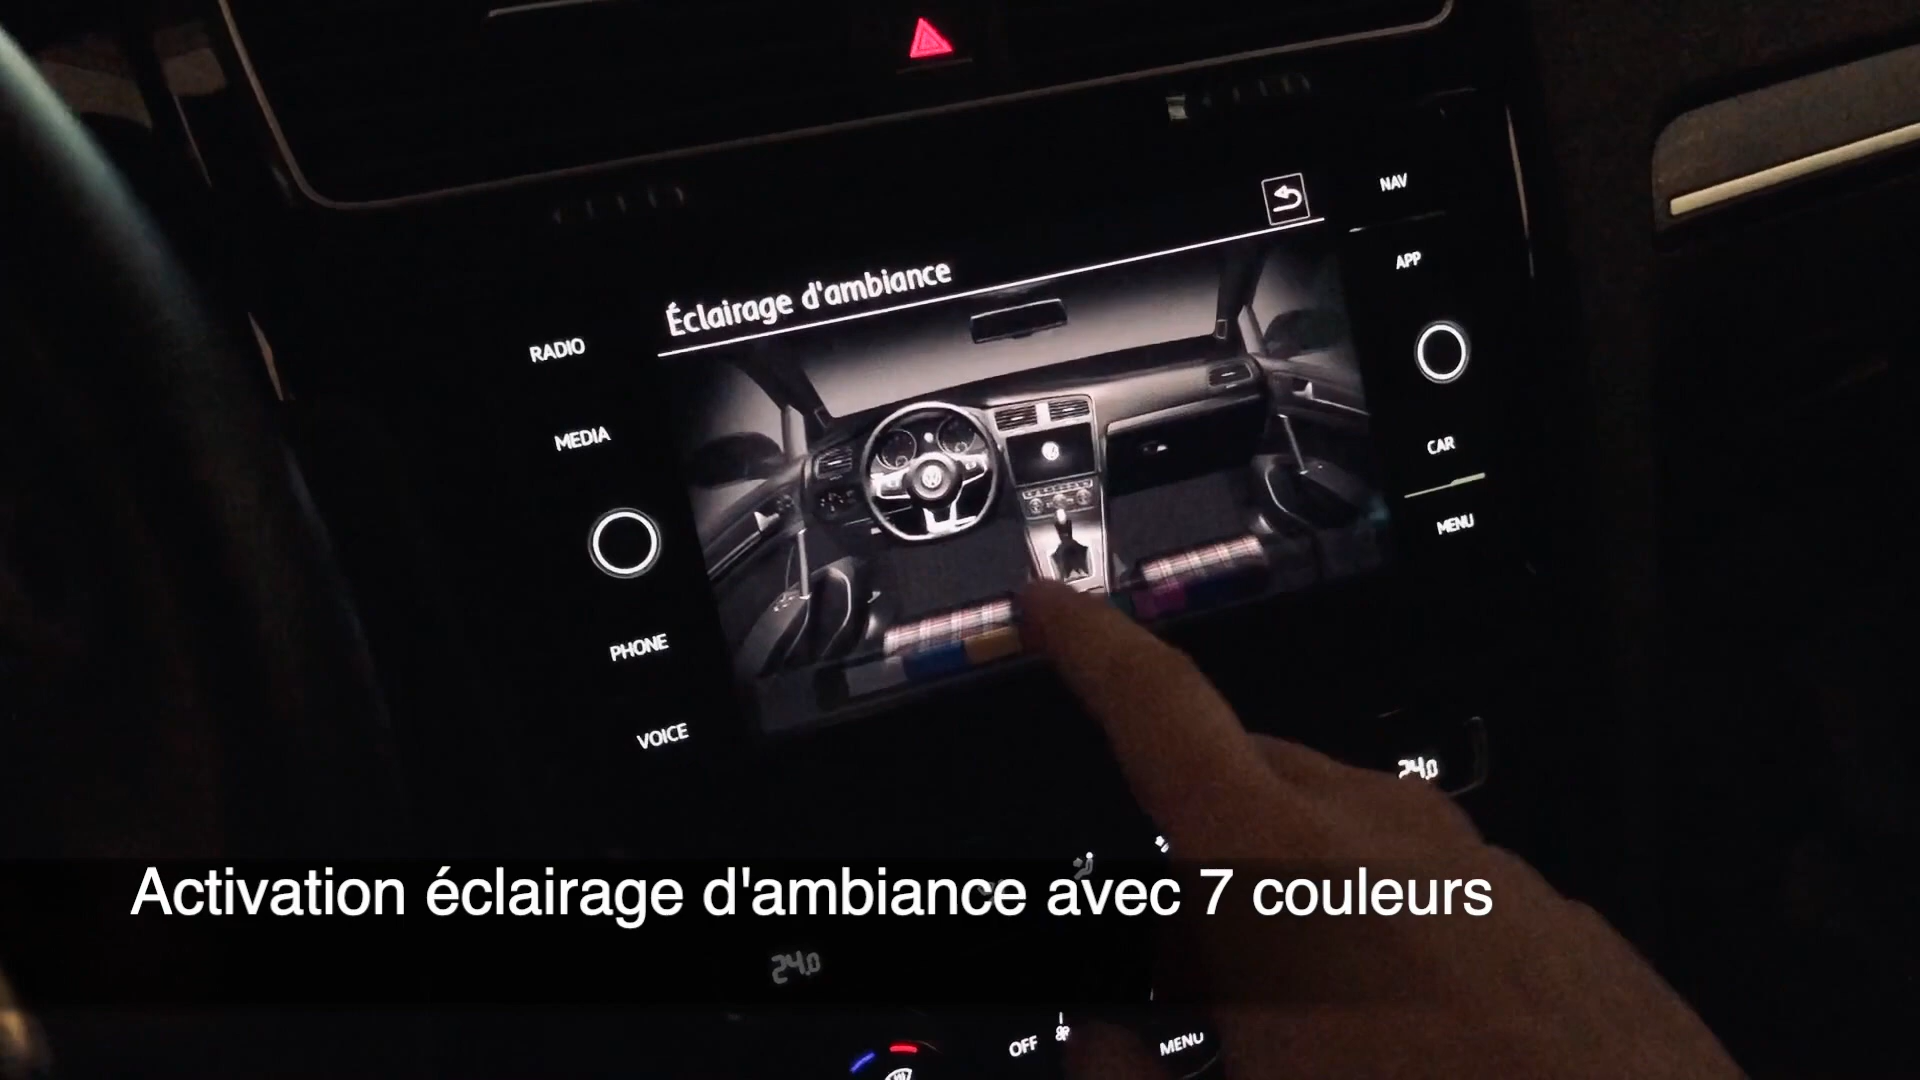 NAV
APP
Éclairage d'ambiance
RADIO
MEDIA
CAR
MENU
PHONE
VOICE
24.0
Activation éclairage d'ambiance avec 7 couleurs
24.0
OFF
MENU